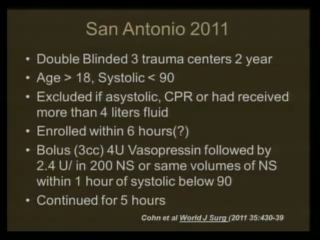 San Antonio 2011
• Double Blinded 3 trauma centers 2 year
• Age > 18, Systolic < 90
• Excluded if asystolic, CPR or had received
more than 4 liters fluid
• Enrolled within 6 hours(?)
• Bolus (3cc) 4U Vasopressin followed by
2.4 U/ in 200 NS or same volumes of NS
within 1 hour of systolic below 90
• Continued for 5 hours
Cohn et al World J Surg (2011 35:430-39